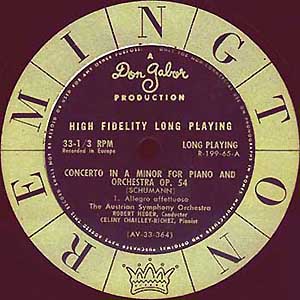 REMINGTON
A
Don Gabor
PRODUCTION
HIGH FIDELITY LONG PLAYING
33-1/3 RPM
Recorded in Europe
LONG PLAYING
R-199-65-A
CONCERTO IN A MINOR FOR PIANO AND
ORCHESTRA OP. 54
(SCHUMANN)
1. Allegro affettuoso
The Austrian Symphony Orchestra
ROBERT HEGER, Conductor
CELINY CHAILLEY-RICHEZ, Pianist
(AV-33-364)